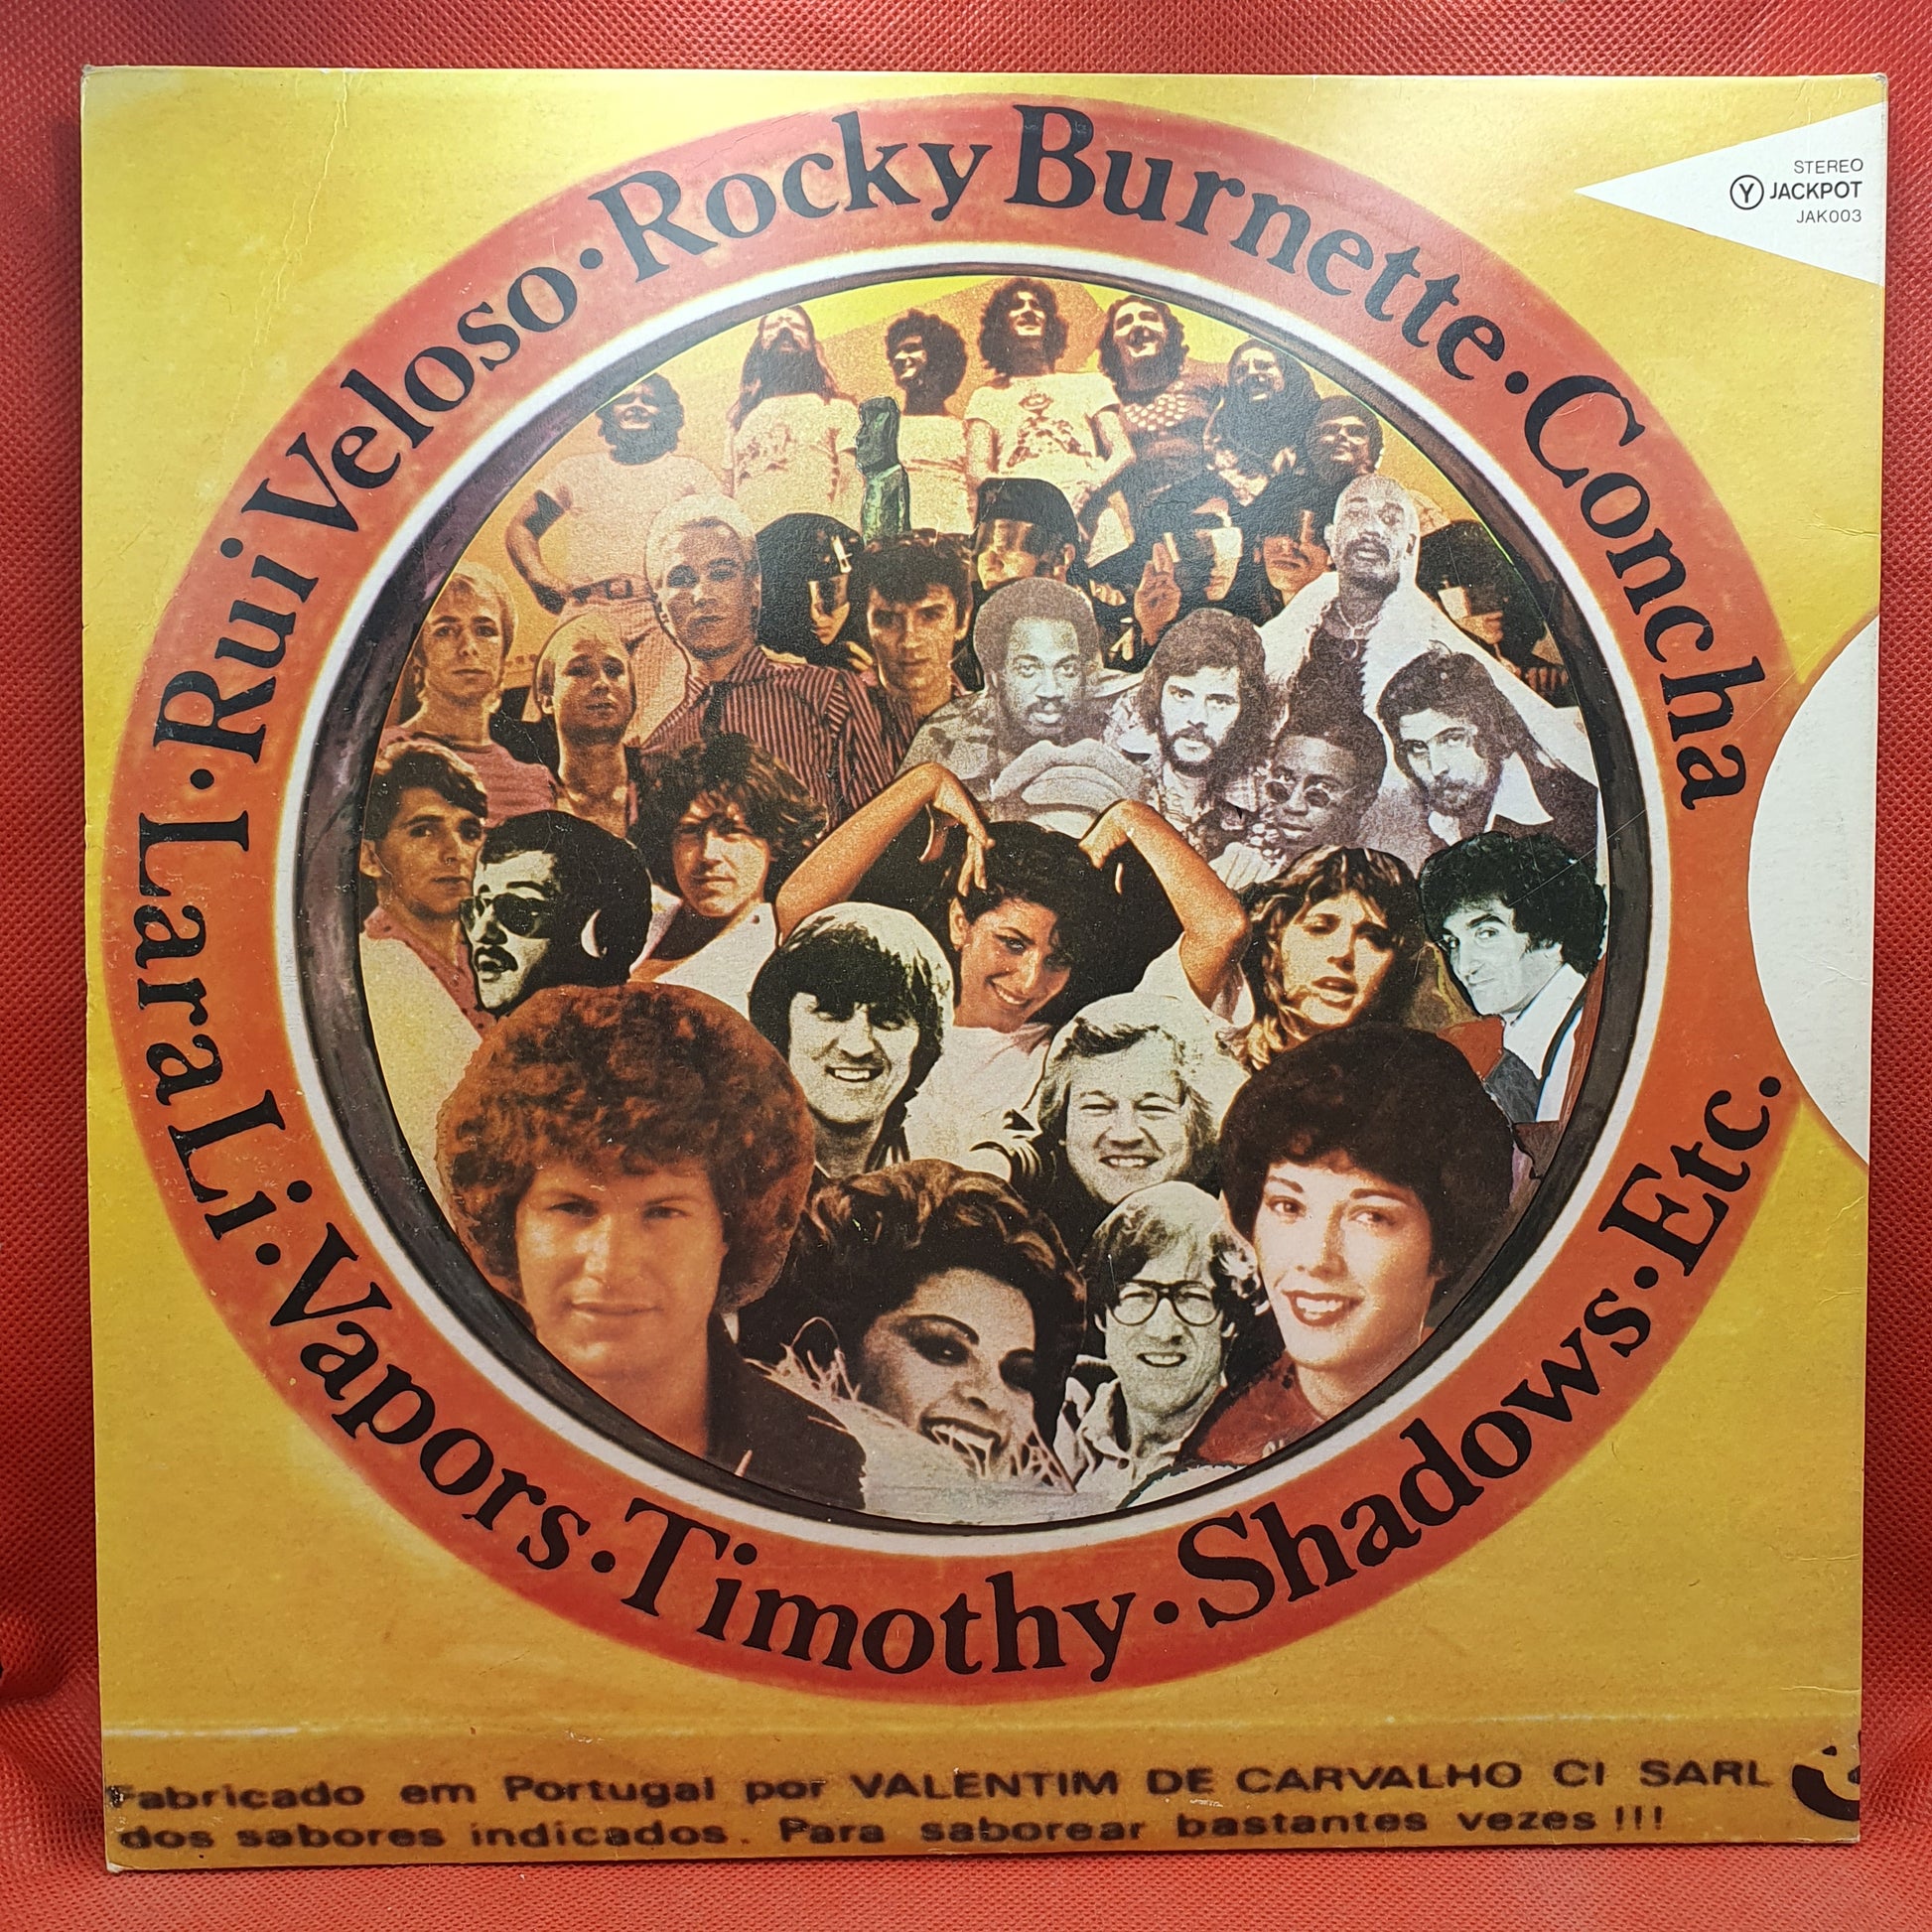 STEREO
Y JACKPOT
JAK003
Lara Li · Rui Veloso · Rocky Burnette · Concha
Vapors · Timothy · Shadows · Etc.
Fabricado em Portugal por VALENTIM DE CARVALHO CI SARL
dos sabores indicados. Para saborear bastantes vezes!!!